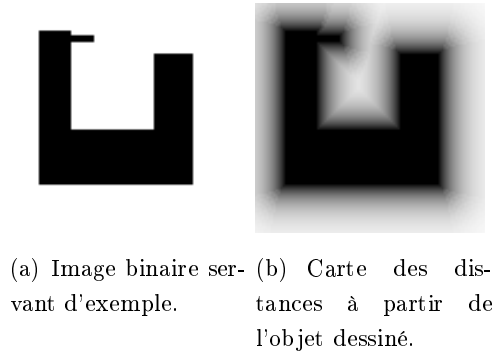 (a) Image binaire ser-
vant d'exemple.
(b) Carte des dis-
tances à partir de
l'objet dessiné.